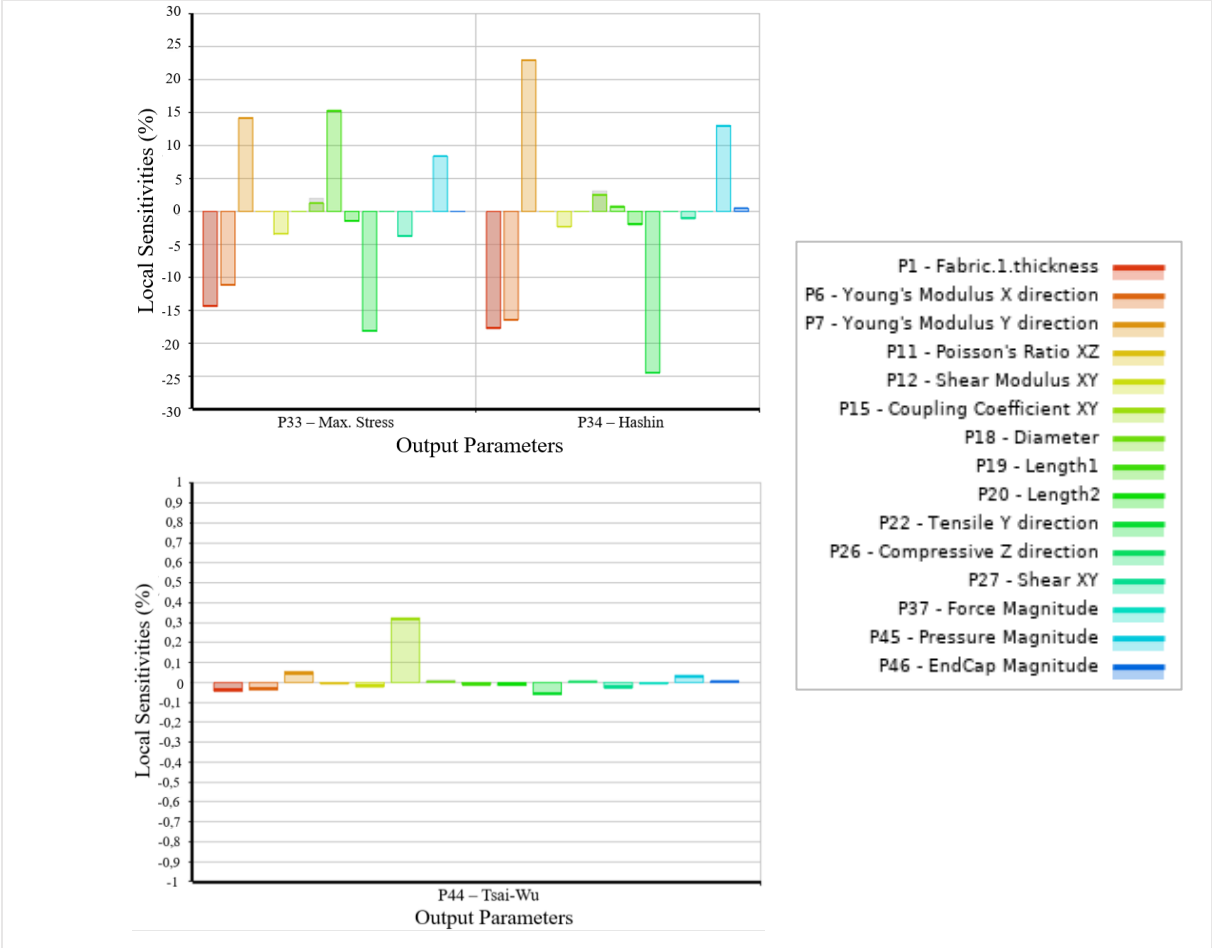 30
25
20
15
10
5
0
-5
-10
-15
-20
-25
-30
Local Sensitivities (%)
P33 – Max. Stress
P34 – Hashin
Output Parameters
P1 - Fabric.1.thickness
P6 - Young's Modulus X direction
P7 - Young's Modulus Y direction
P11 - Poisson's Ratio XZ
P12 - Shear Modulus XY
P15 - Coupling Coefficient XY
P18 - Diameter
P19 - Length1
P20 - Length2
P22 - Tensile Y direction
P26 - Compressive Z direction
P27 - Shear XY
P37 - Force Magnitude
P45 - Pressure Magnitude
P46 - EndCap Magnitude
1
0,9
0,8
0,7
0,6
0,5
0,4
0,3
0,2
0,1
0
-0,1
-0,2
-0,3
-0,4
-0,5
-0,6
-0,7
-0,8
-0,9
-1
Local Sensitivities (%)
P44 – Tsai-Wu
Output Parameters